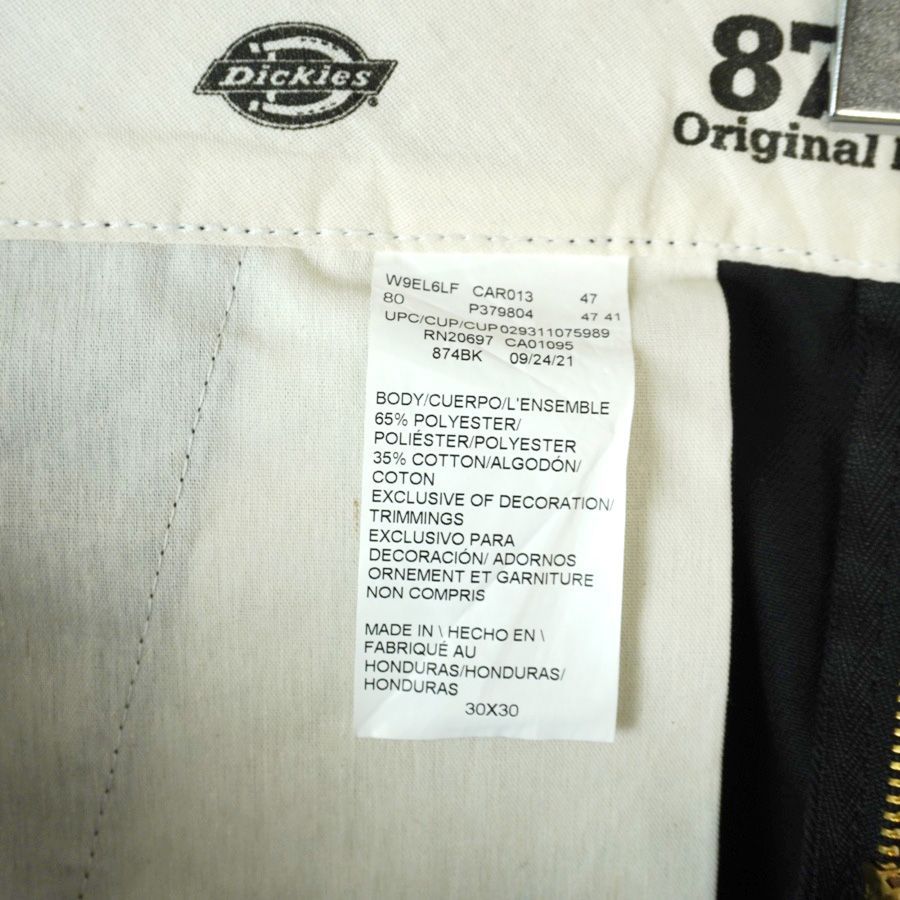 Dickies
87
Original
W9EL6LF CAR013 47
80 P379804 47 41
UPC/CUP/CUP 029311075989
RN20697 CA01095
874BK 09/24/21
BODY/CUERPO/L'ENSEMBLE
65% POLYESTER/
POLIÉSTER/POLYESTER
35% COTTON/ALGODÓN/
COTON
EXCLUSIVE OF DECORATION/
TRIMMINGS
EXCLUSIVO PARA
DECORACIÓN/ ADORNOS
ORNEMENT ET GARNITURE
NON COMPRIS
MADE IN \ HECHO EN \
FABRIQUÉ AU
HONDURAS/HONDURAS/
HONDURAS
30X30